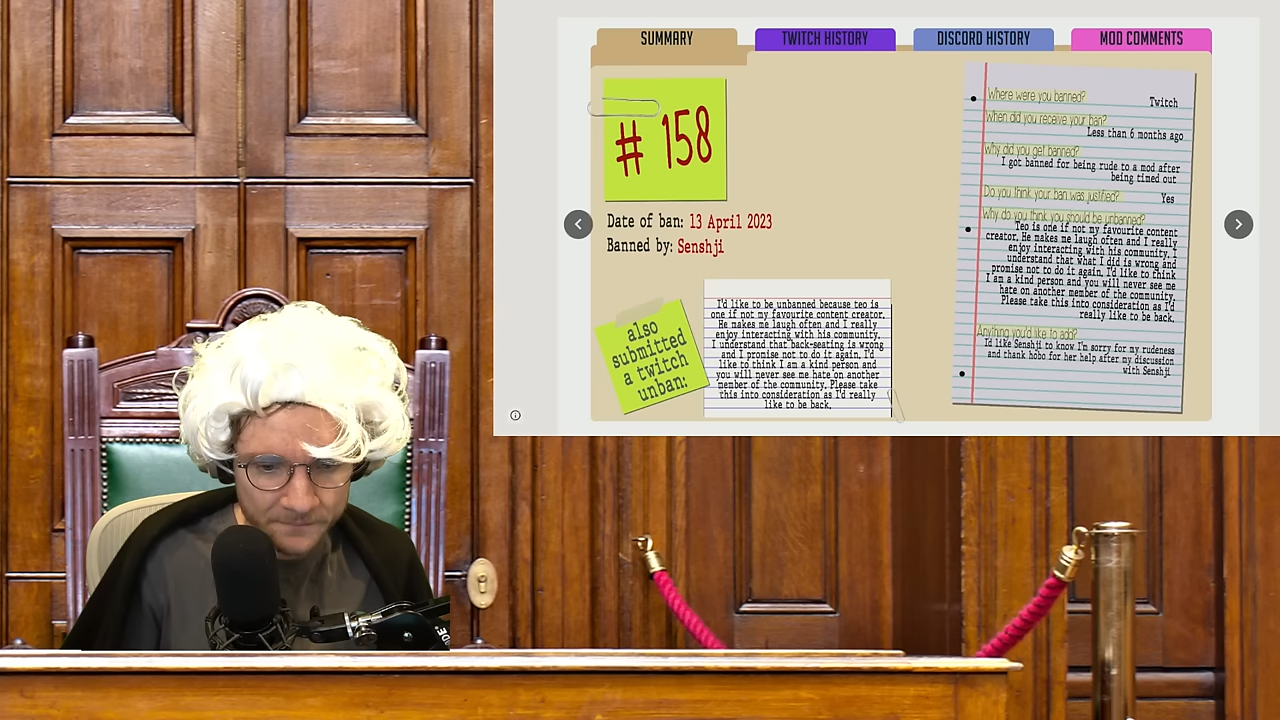 SUMMARY
TWITCH HISTORY
DISCORD HISTORY
MOD COMMENTS
# 158
Date of ban: 13 April 2023
Banned by: Senshji
also
submitted
a twitch
unban:
I'd like to be unbanned because teo is
one if not my favourite content creator.
He makes me laugh often and I really
enjoy interacting with his community.
I understand that back-seating is wrong
and I promise not to do it again. I'd
like to think I am a kind person and
you will never see me hate on another
member of the community. Please take
this into consideration as I'd really
like to be back.
Where were you banned?
Twitch
When did you receive your ban?
Less than 6 months ago
Why did you get banned?
I got banned for being rude to a mod after
being timed out
Do you think your ban was justified?
Yes
Why do you think you should be unbanned?
Teo is one if not my favourite content
creator. He makes me laugh often and I really
enjoy interacting with his community. I
understand that what I did is wrong and
promise not to do it again. I'd like to think
I am a kind person and you will never see me
hate on another member of the community.
Please take this into consideration as I'd
really like to be back.
Anything you'd like to add?
I'd like Senshji to know I'm sorry for my rudeness
and thank hobo for her help after my discussion
with Senshji